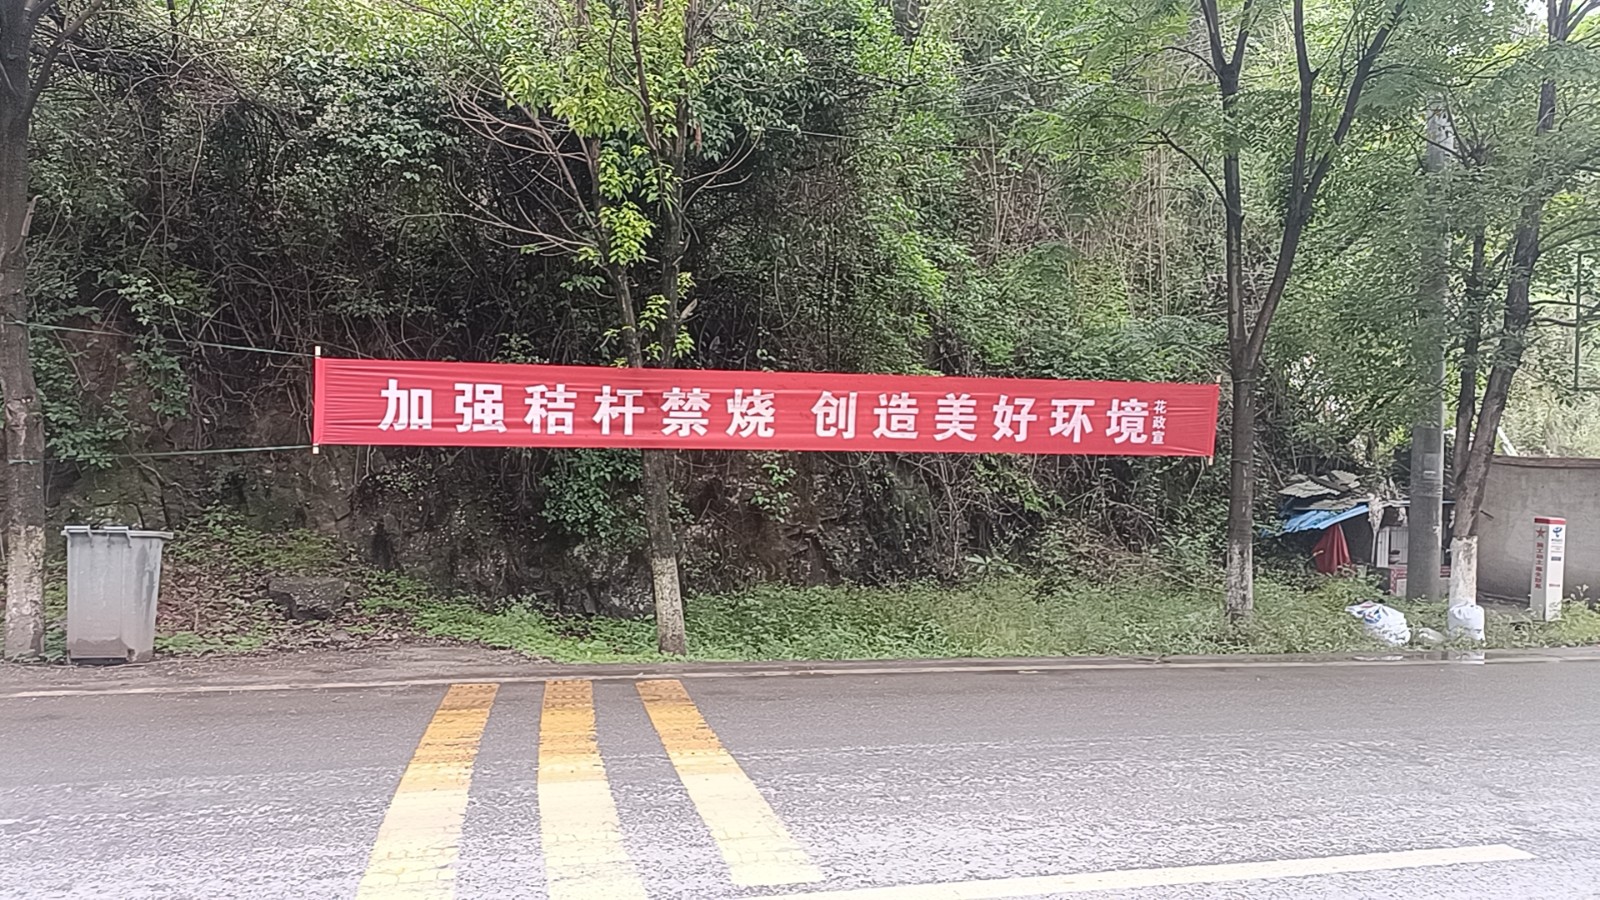 加强秸杆禁烧 创造美好环境
花政宣